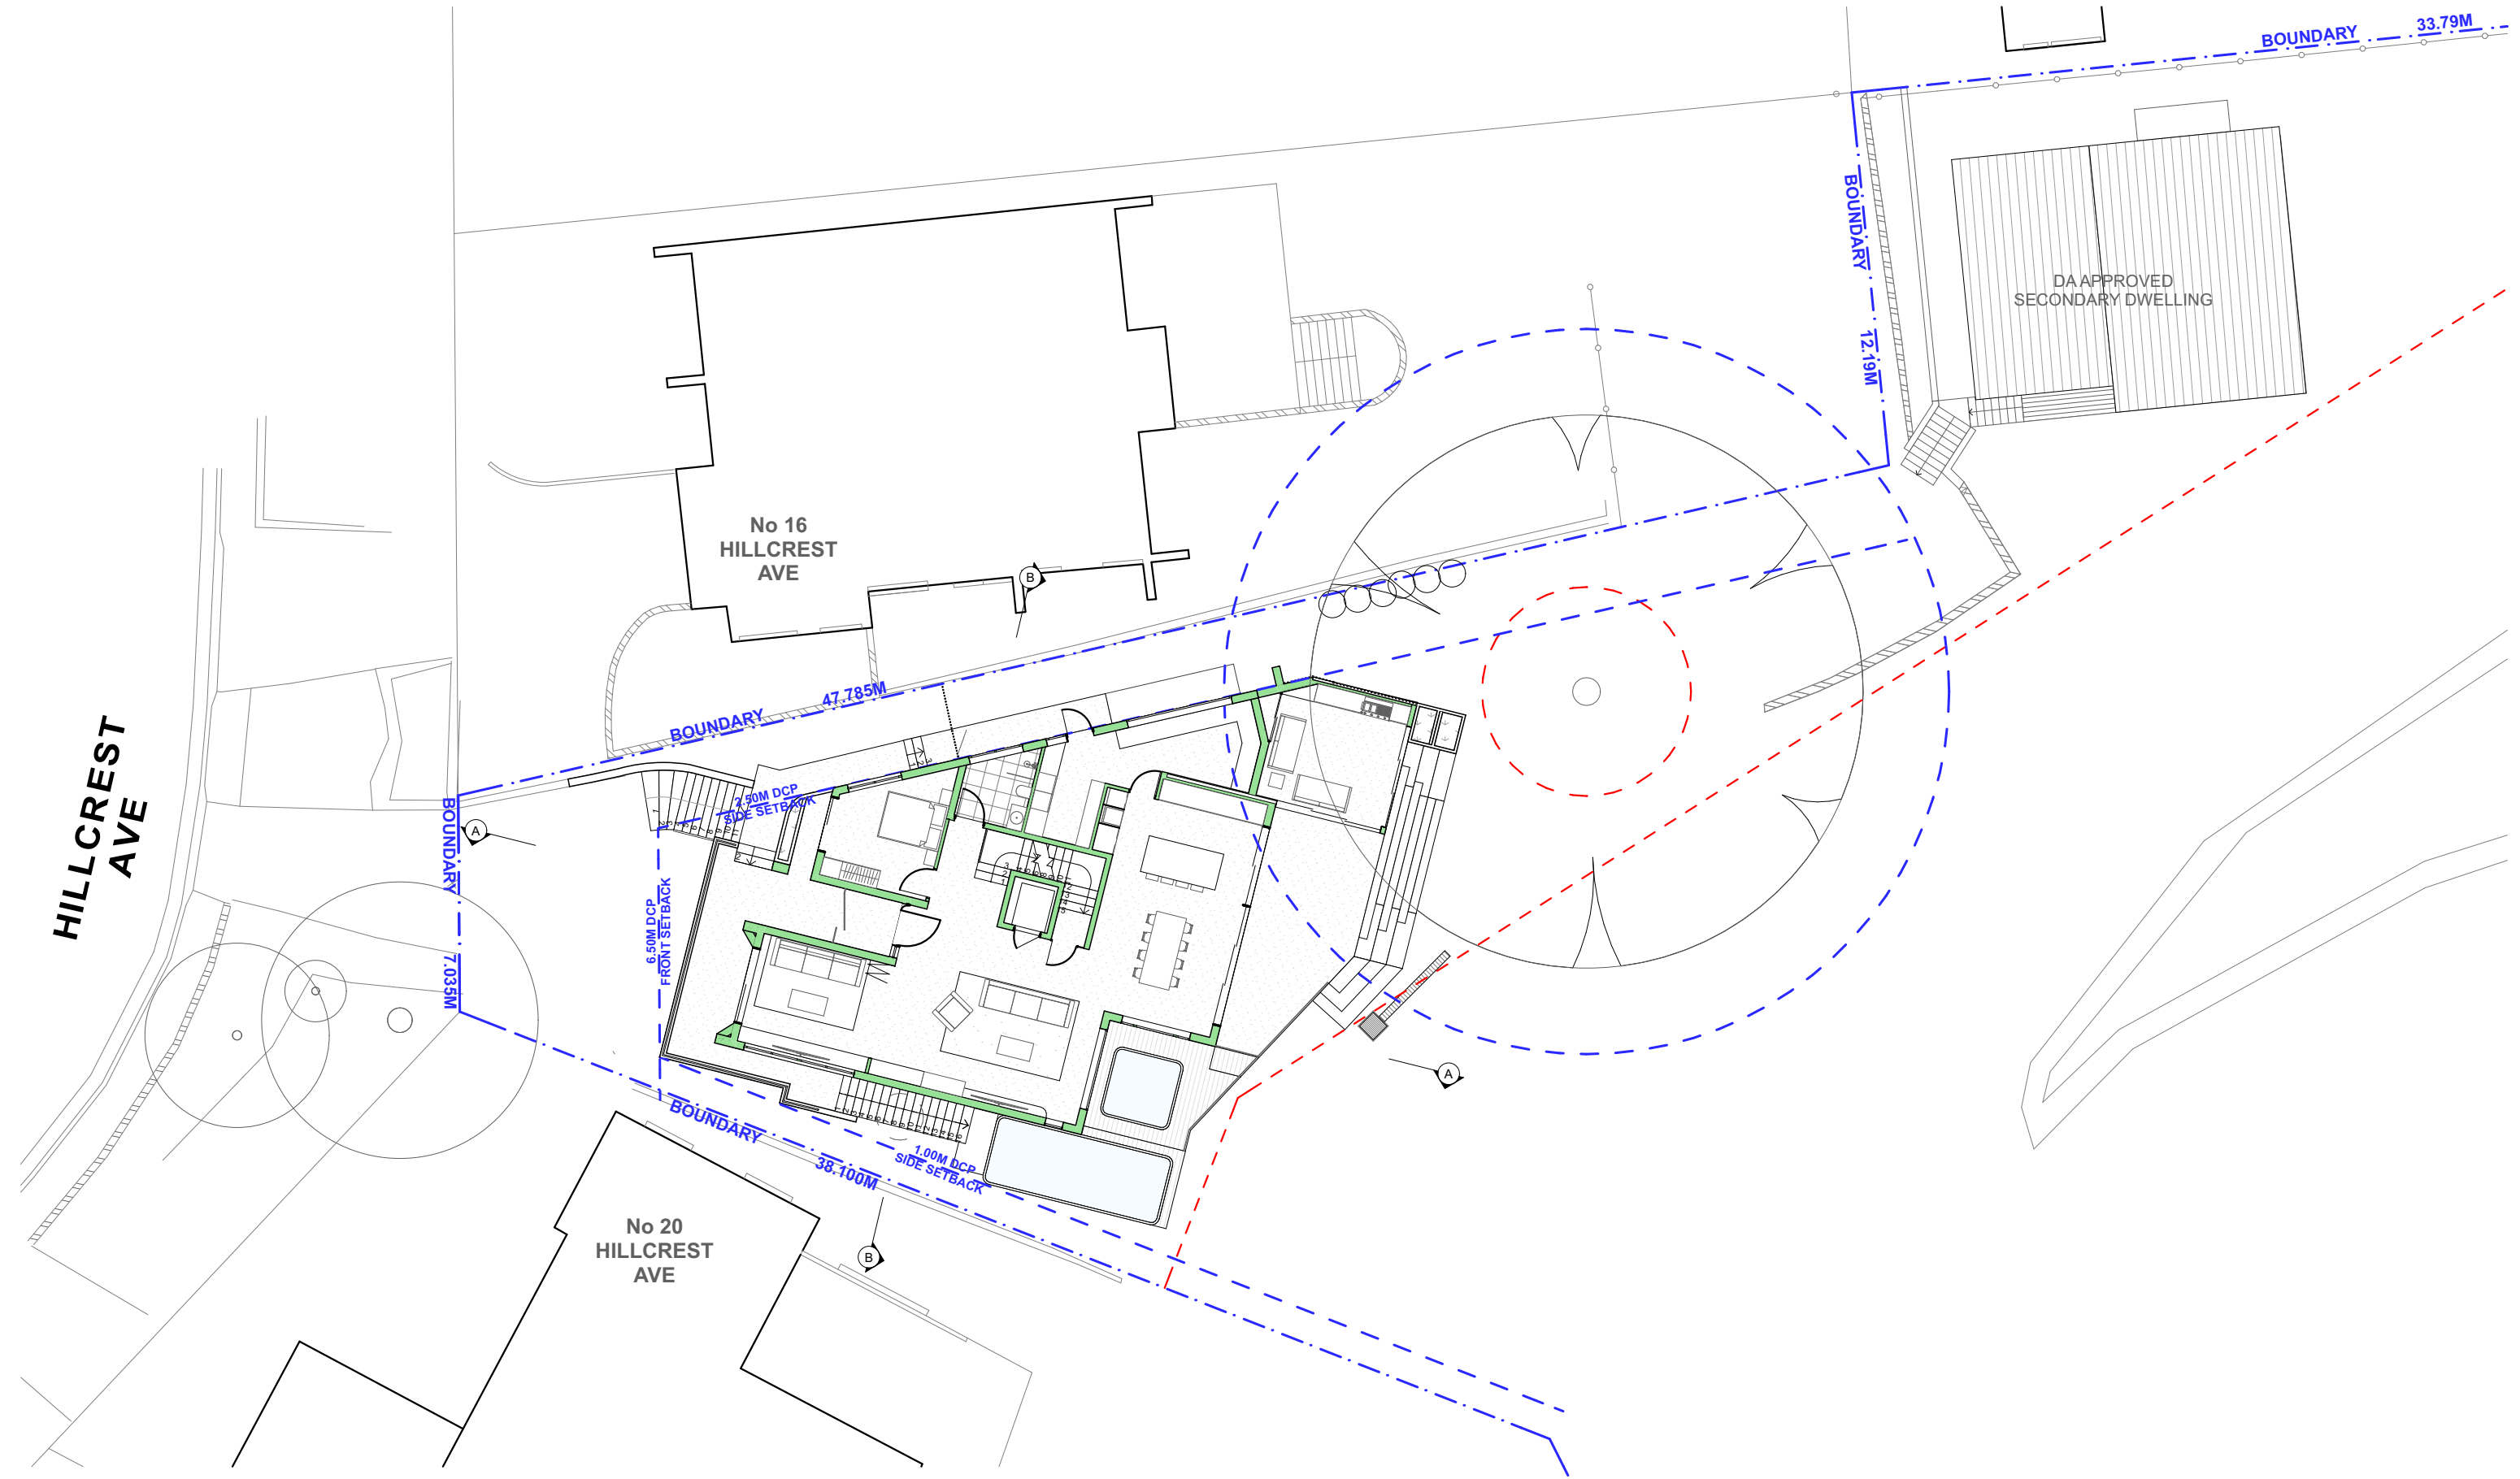 BOUNDARY 33.79M
BOUNDARY
12.19M
DA APPROVED
SECONDARY DWELLING
No 16
HILLCREST
AVE
B
BOUNDARY 47.785M
HILLCREST
AVE
BOUNDARY
7.035M
A
2.50M DCP
SIDE SETBACK
6.50M DCP
FRONT SETBACK
A
BOUNDARY
38.100M
1.00M DCP
SIDE SETBACK
No 20
HILLCREST
AVE
B